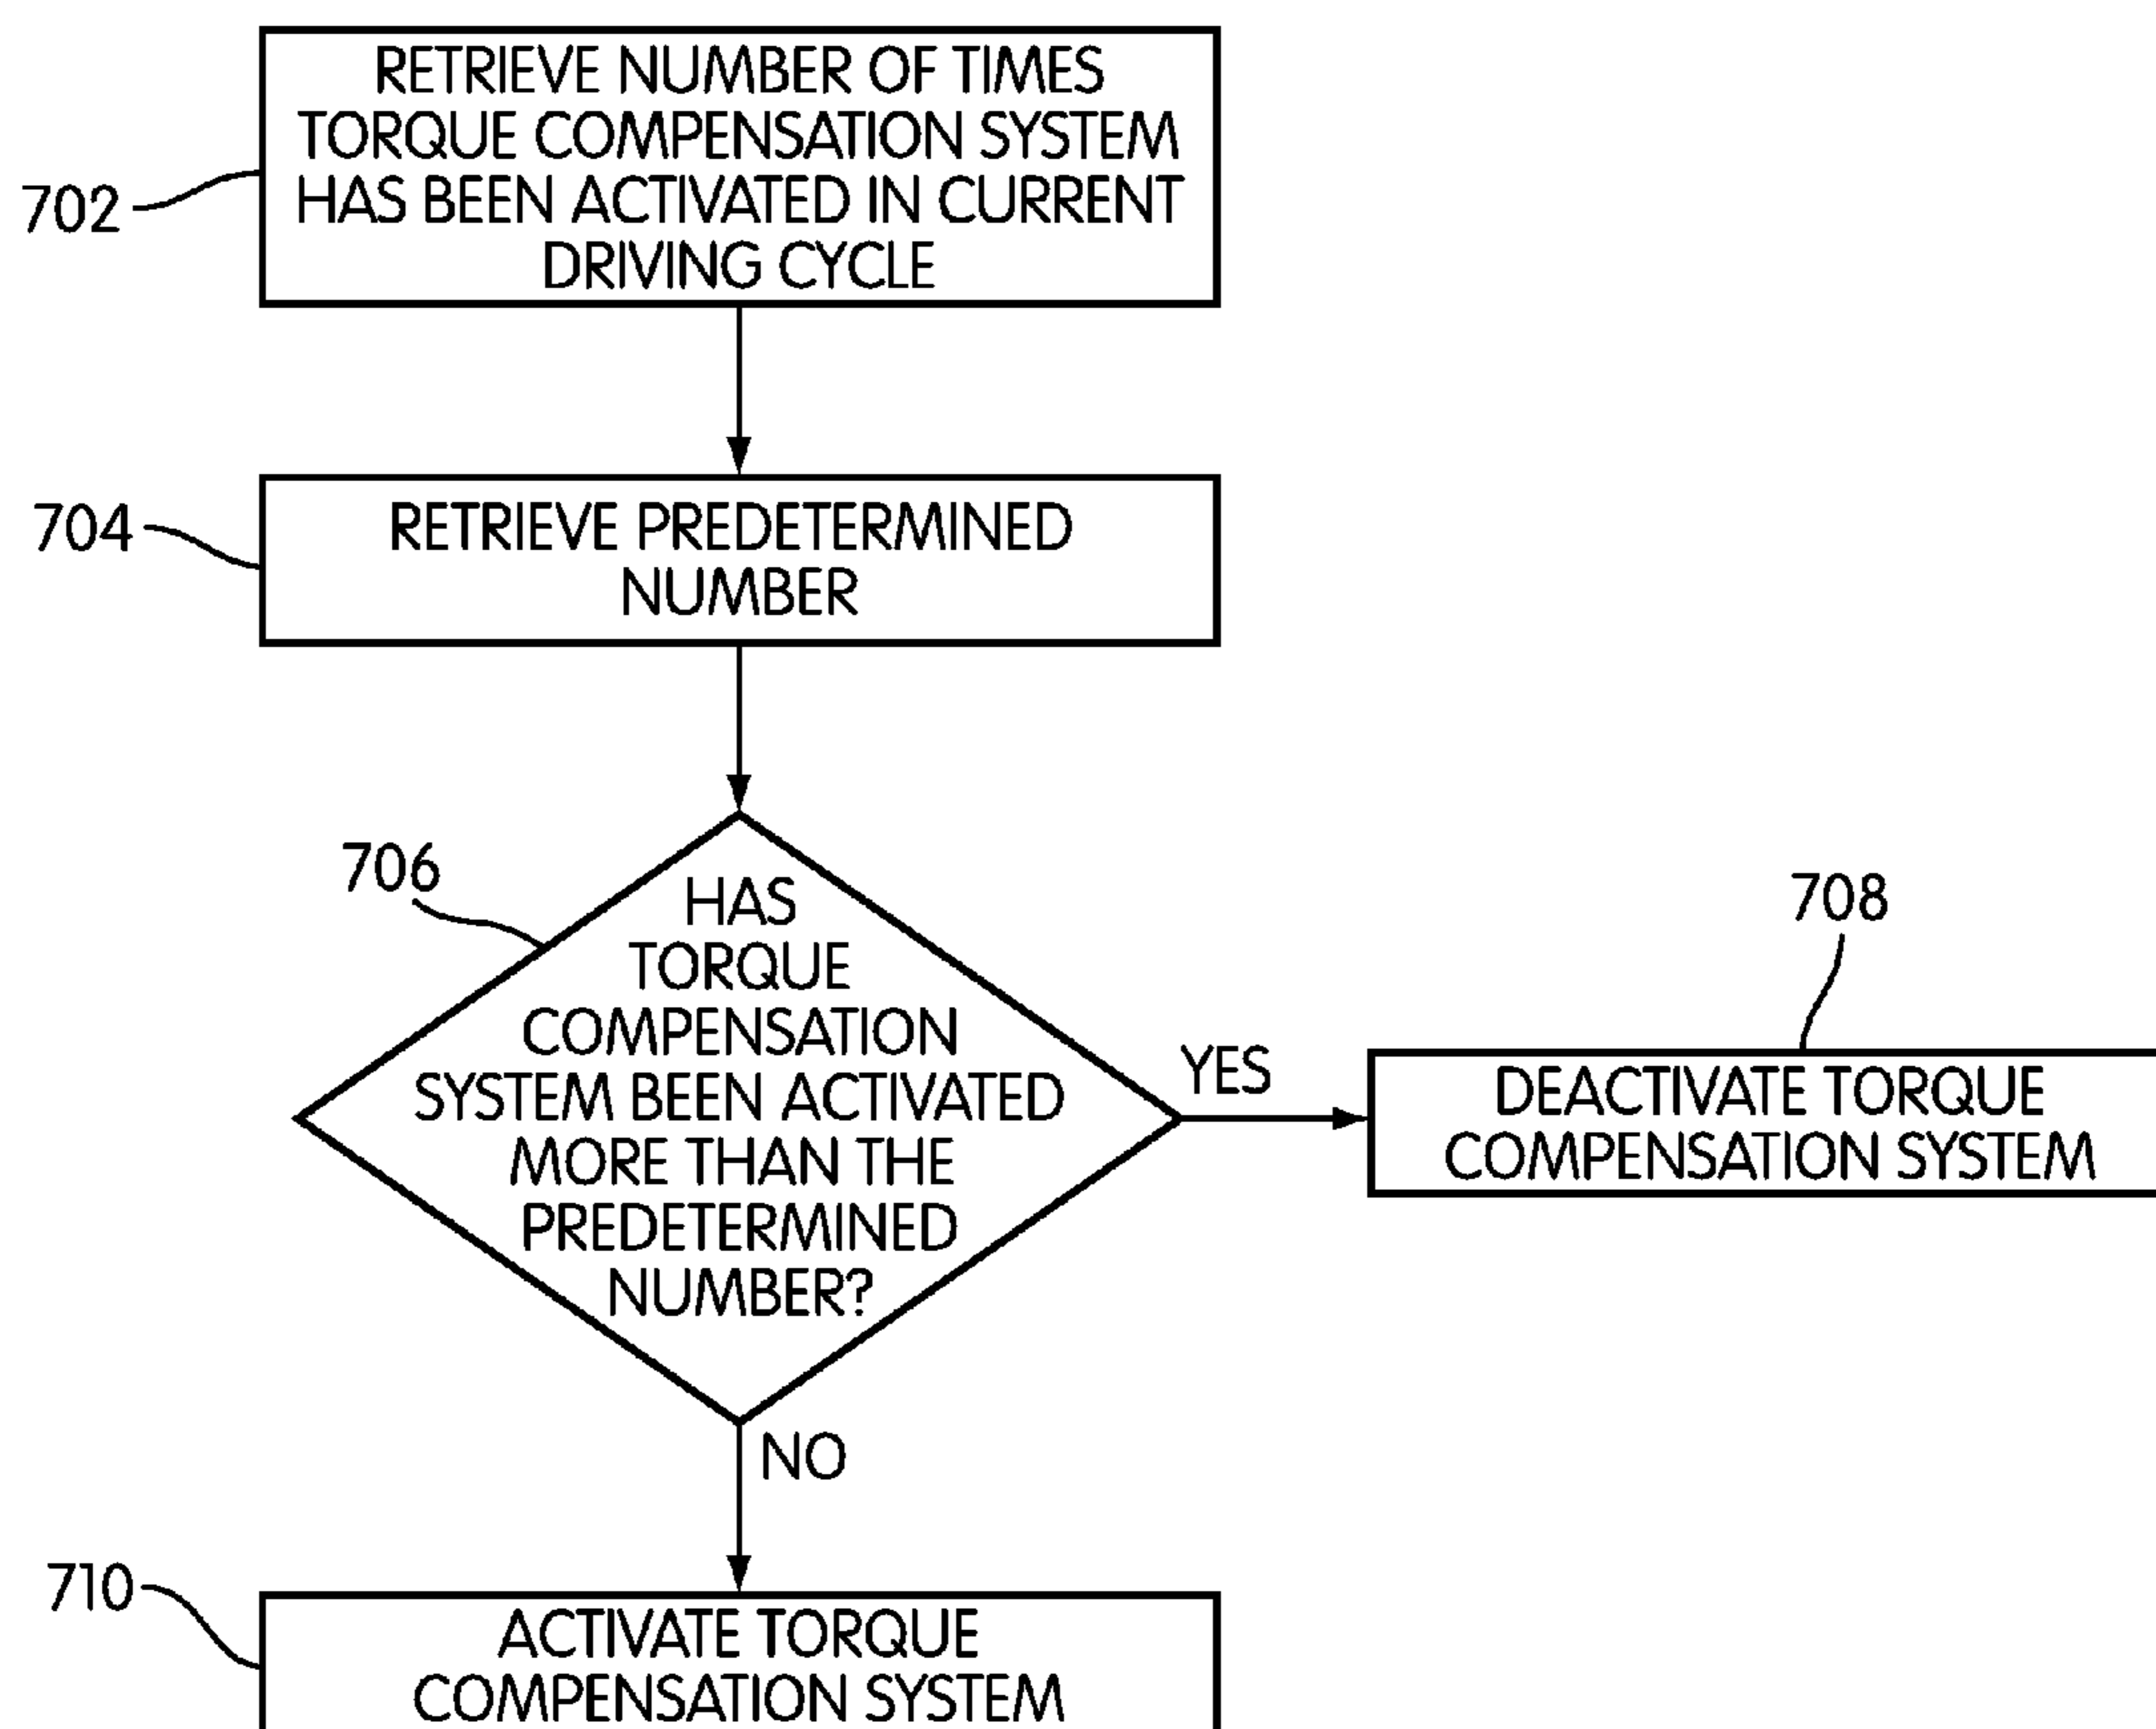 RETRIEVE NUMBER OF TIMES
TORQUE COMPENSATION SYSTEM
HAS BEEN ACTIVATED IN CURRENT
DRIVING CYCLE
702
704
RETRIEVE PREDETERMINED
NUMBER
706
HAS
TORQUE
COMPENSATION
SYSTEM BEEN ACTIVATED
MORE THAN THE
PREDETERMINED
NUMBER?
YES
708
DEACTIVATE TORQUE
COMPENSATION SYSTEM
NO
710
ACTIVATE TORQUE
COMPENSATION SYSTEM